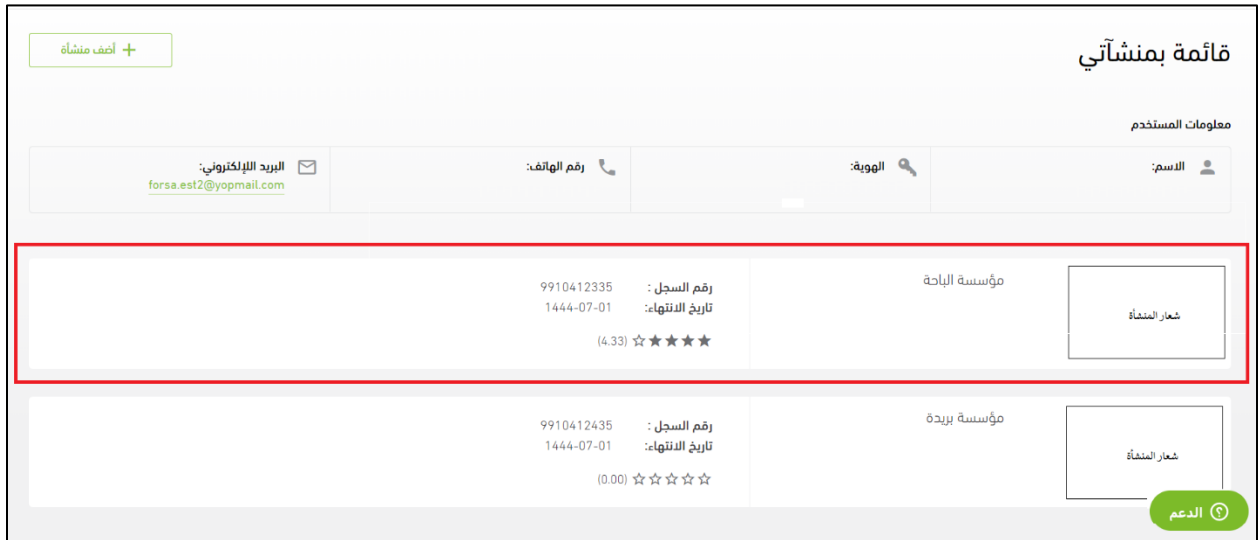 قائمة بمنشآتي
+ أضف منشأة
معلومات المستخدم
الاسم:
الهوية:
رقم الهاتف:
البريد الإلكتروني:
forsa.est2@yopmail.com
شعار المنشأة
مؤسسة الباحة
رقم السجل : 9910412335
تاريخ الانتهاء: 1444-07-01
(4.33)
شعار المنشأة
مؤسسة بريدة
رقم السجل : 9910412435
تاريخ الانتهاء: 1444-07-01
(0.00)
الدعم